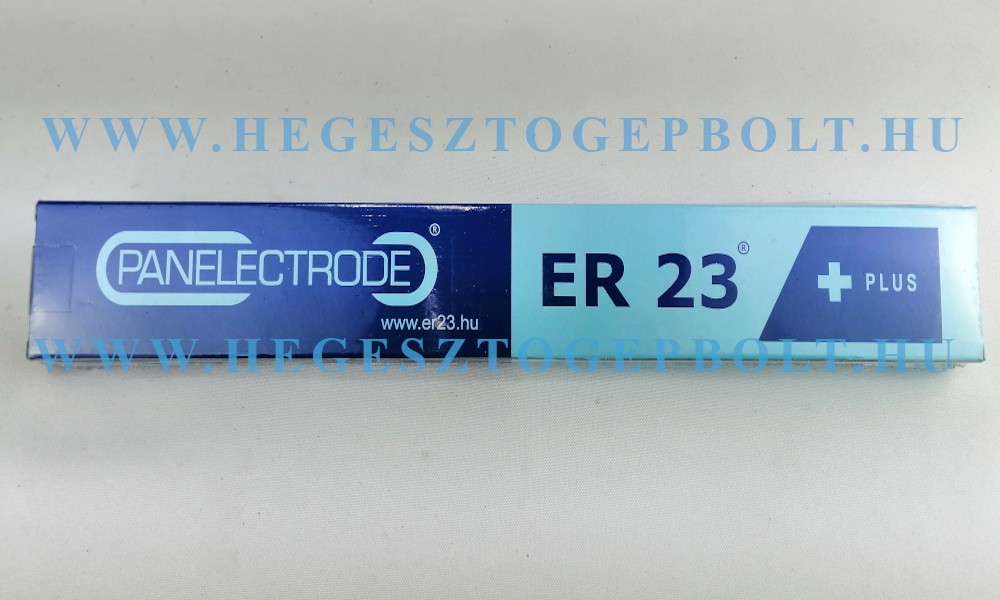 WWW.HEGESZTOGEPBOLT.HU
PANELECTRODE®
www.er23.hu
ER 23®
PLUS
WWW.HEGESZTOGEPBOLT.HU